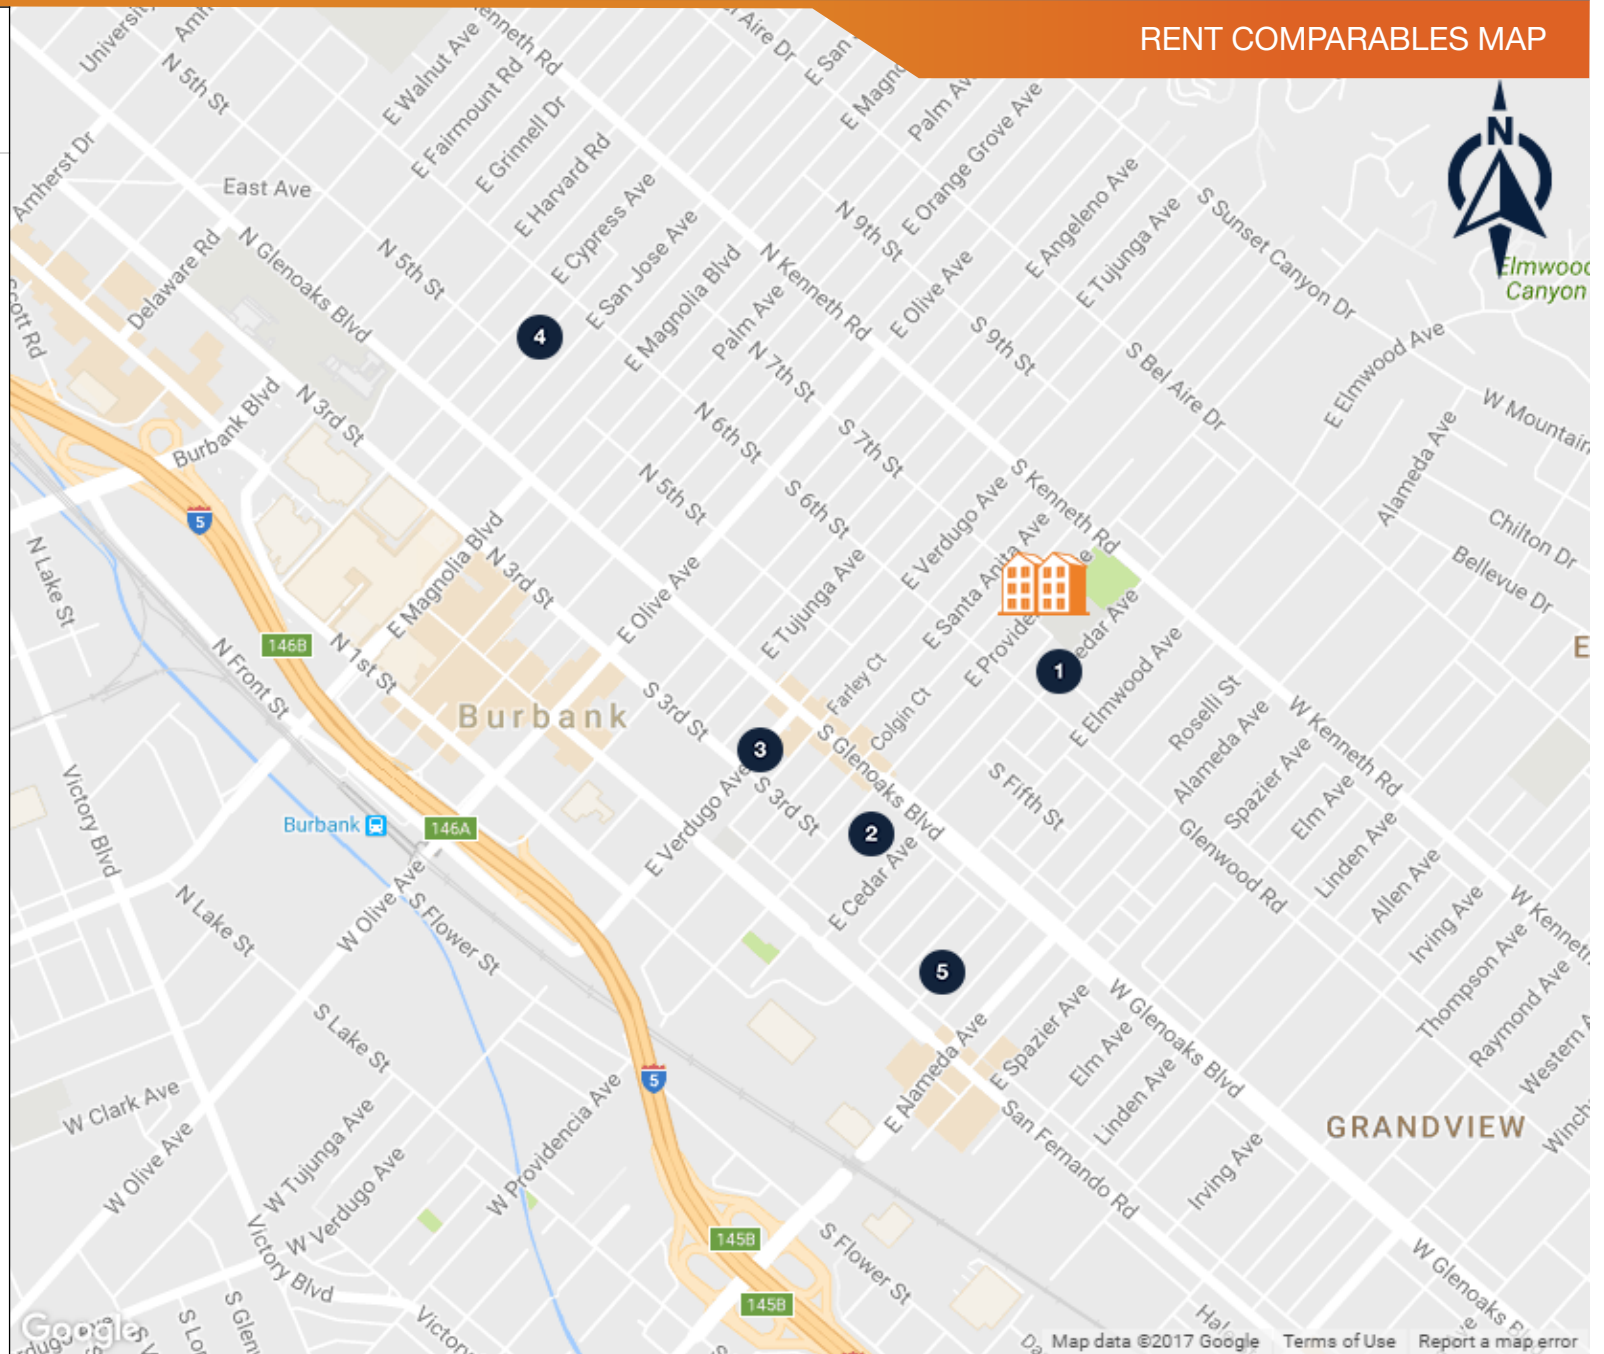 RENT COMPARABLES MAP
N
Elmwood
Canyon
Amherst Dr
N 5th St
E Walnut Ave
E Fairmount Rd
E Grinnell Dr
E Harvard Rd
East Ave
Delaware Rd
N Glenoaks Blvd
N 5th St
E Cypress Ave
E San Jose Ave
E Magnolia Blvd
Palm Ave
N Kenneth Rd
N 9th St
E Orange Grove Ave
E Angeleno Ave
E Tujunga Ave
S Sunset Canyon Dr
E Olive Ave
S 9th St
S Bel Aire Dr
E Elmwood Ave
Alameda Ave
W Mountain
Chilton Dr
Bellevue Dr
4
Burbank Blvd
N 3rd St
N 7th St
N 6th St
S 7th St
N 5th St
S 6th St
S Kenneth Rd
E Verdugo Ave
E Santa Anita Ave
5
N Lake St
E Magnolia Blvd
N 3rd St
E Olive Ave
E Tujunga Ave
146B
N 1st St
N Front St
Burbank
S 3rd St
Farley Ct
Colgin Ct
1
E Elmwood Ave
Roselli St
Alameda Ave
W Kenneth Rd
Spazier Ave
Elm Ave
Linden Ave
Allen Ave
Irving Ave
Thompson Ave
Raymond Ave
W Kenneth
3
S Glenoaks Blvd
S Fifth St
Glenwood Rd
S 3rd St
2
Victory Blvd
Burbank
146A
E Verdugo Ave
E Cedar Ave
N Lake St
W Olive Ave
S Flower St
5
W Glenoaks Blvd
S Lake St
E Alameda Ave
E Spazier Ave
Elm Ave
Linden Ave
Irving Ave
5
San Fernando Rd
GRANDVIEW
W Clark Ave
W Olive Ave
W Tujunga Ave
W Verdugo Ave
W Providencia Ave
Victory Blvd
145B
S Flower St
145B
W Glenoaks
Google
Map data ©2017 Google
Terms of Use
Report a map error